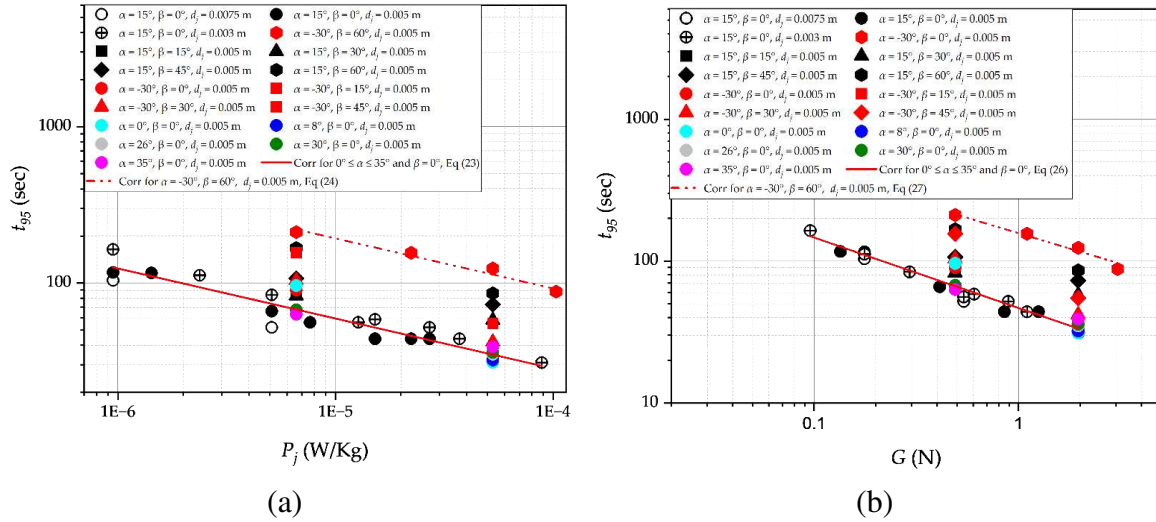 α = 15°, β = 0°, dj = 0.0075 m
α = 15°, β = 0°, dj = 0.005 m
α = 15°, β = 0°, dj = 0.003 m
α = -30°, β = 60°, dj = 0.005 m
α = 15°, β = 15°, dj = 0.005 m
α = 15°, β = 30°, dj = 0.005 m
α = 15°, β = 45°, dj = 0.005 m
α = 15°, β = 60°, dj = 0.005 m
α = -30°, β = 0°, dj = 0.005 m
α = -30°, β = 15°, dj = 0.005 m
α = -30°, β = 30°, dj = 0.005 m
α = -30°, β = 45°, dj = 0.005 m
α = 0°, β = 0°, dj = 0.005 m
α = 8°, β = 0°, dj = 0.005 m
α = 26°, β = 0°, dj = 0.005 m
α = 30°, β = 0°, dj = 0.005 m
α = 35°, β = 0°, dj = 0.005 m
Corr for 0° ≤ α ≤ 35° and β = 0°, Eq (23)
Corr for α = -30°, β = 60°, dj = 0.005 m, Eq (24)
1000
100
t95 (sec)
1E−6
1E−5
1E−4
Pj (W/Kg)
(a)
α = 15°, β = 0°, dj = 0.0075 m
α = 15°, β = 0°, dj = 0.005 m
α = 15°, β = 0°, dj = 0.003 m
α = -30°, β = 0°, dj = 0.005 m
α = 15°, β = 15°, dj = 0.005 m
α = 15°, β = 30°, dj = 0.005 m
α = 15°, β = 45°, dj = 0.005 m
α = 15°, β = 60°, dj = 0.005 m
α = -30°, β = 0°, dj = 0.005 m
α = -30°, β = 15°, dj = 0.005 m
α = -30°, β = 30°, dj = 0.005 m
α = -30°, β = 45°, dj = 0.005 m
α = 0°, β = 0°, dj = 0.005 m
α = 8°, β = 0°, dj = 0.005 m
α = 26°, β = 0°, dj = 0.005 m
α = 30°, β = 0°, dj = 0.005 m
α = 35°, β = 0°, dj = 0.005 m
Corr for 0° ≤ α ≤ 35° and β = 0°, Eq (26)
Corr for α = -30°, β = 60°, dj = 0.005 m, Eq (27)
1000
100
10
t95 (sec)
0.1
1
G (N)
(b)